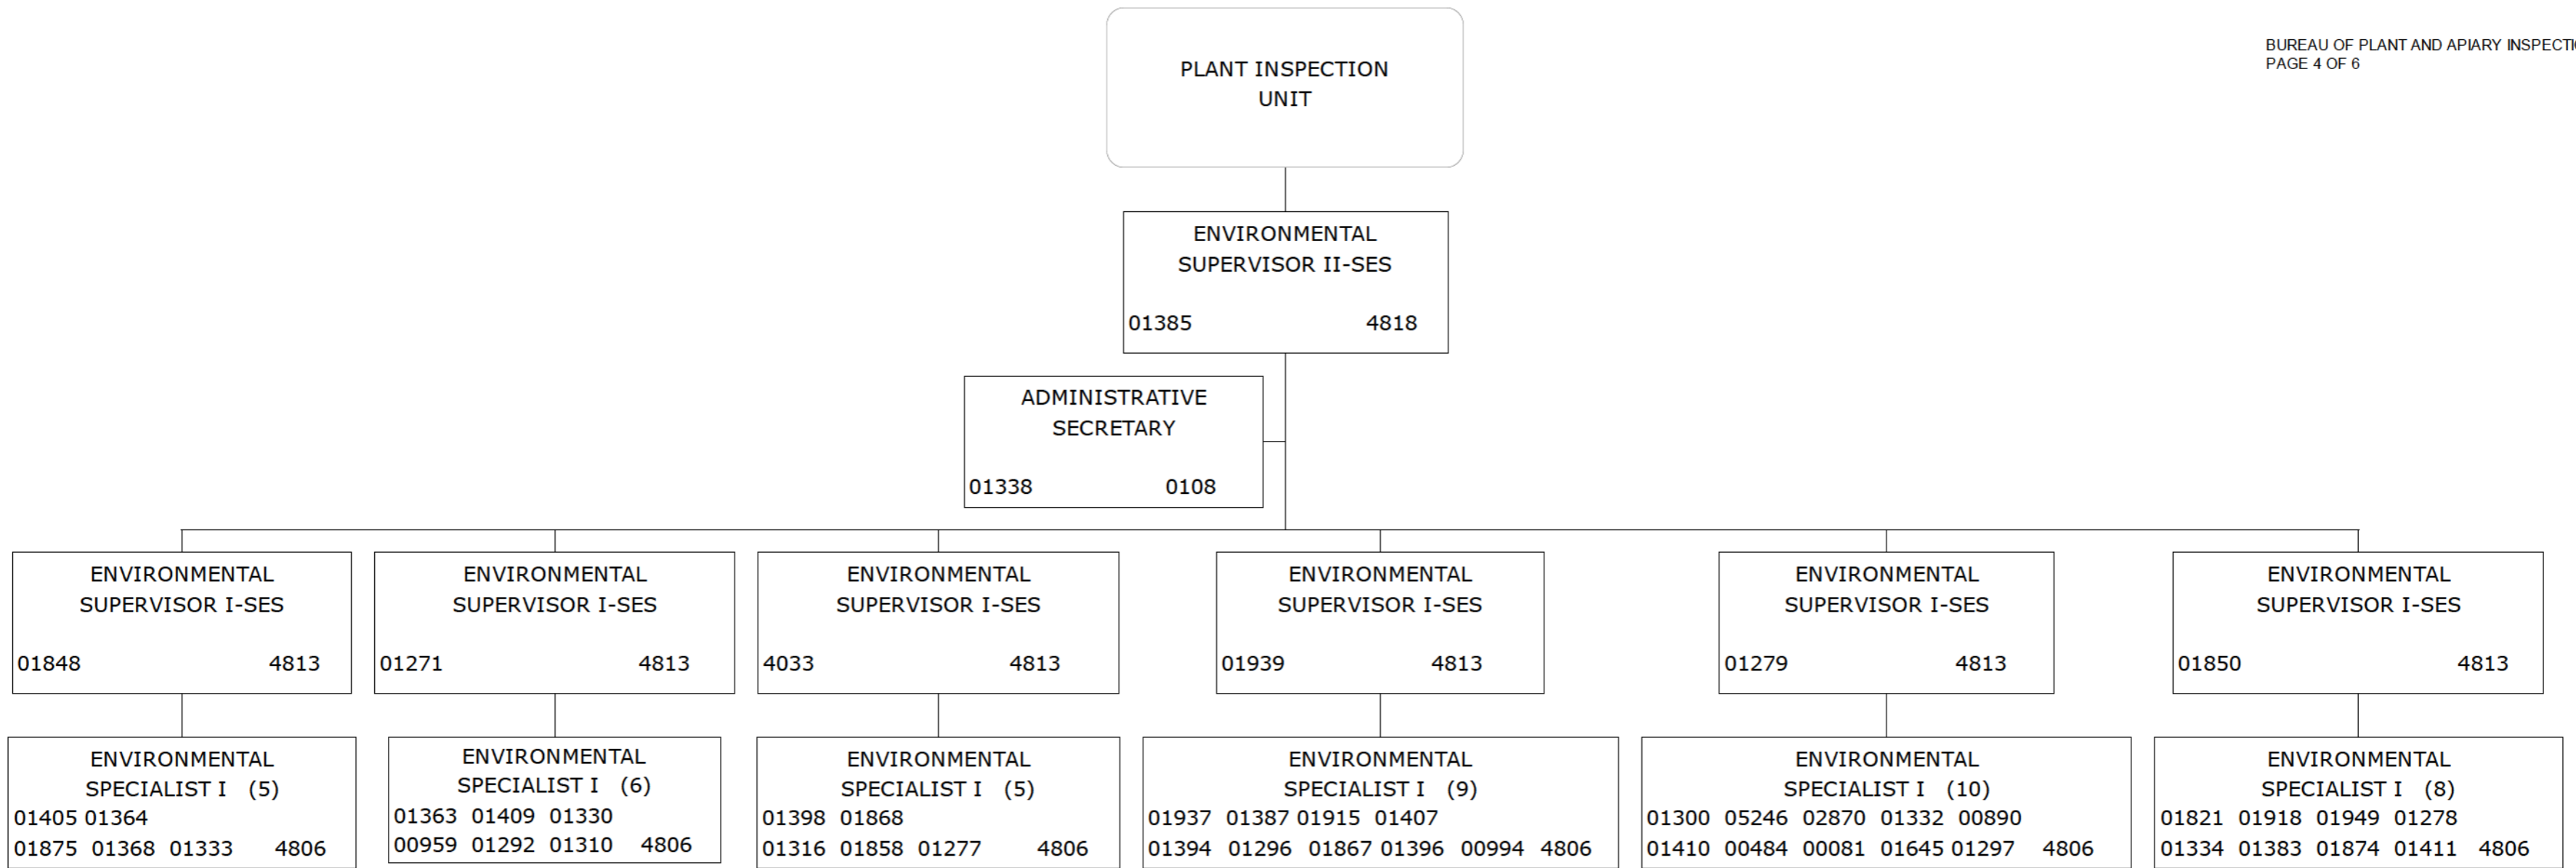 BUREAU OF PLANT AND APIARY INSPECTI
PAGE 4 OF 6
PLANT INSPECTION
UNIT
ENVIRONMENTAL
SUPERVISOR II-SES
01385 4818
ADMINISTRATIVE
SECRETARY
01338 0108
ENVIRONMENTAL
SUPERVISOR I-SES
01848 4813
ENVIRONMENTAL
SUPERVISOR I-SES
01271 4813
ENVIRONMENTAL
SUPERVISOR I-SES
4033 4813
ENVIRONMENTAL
SUPERVISOR I-SES
01939 4813
ENVIRONMENTAL
SUPERVISOR I-SES
01279 4813
ENVIRONMENTAL
SUPERVISOR I-SES
01850 4813
ENVIRONMENTAL
SPECIALIST I (5)
01405 01364
01875 01368 01333 4806
ENVIRONMENTAL
SPECIALIST I (6)
01363 01409 01330
00959 01292 01310 4806
ENVIRONMENTAL
SPECIALIST I (5)
01398 01868
01316 01858 01277 4806
ENVIRONMENTAL
SPECIALIST I (9)
01937 01387 01915 01407
01394 01296 01867 01396 00994 4806
ENVIRONMENTAL
SPECIALIST I (10)
01300 05246 02870 01332 00890
01410 00484 00081 01645 01297 4806
ENVIRONMENTAL
SPECIALIST I (8)
01821 01918 01949 01278
01334 01383 01874 01411 4806